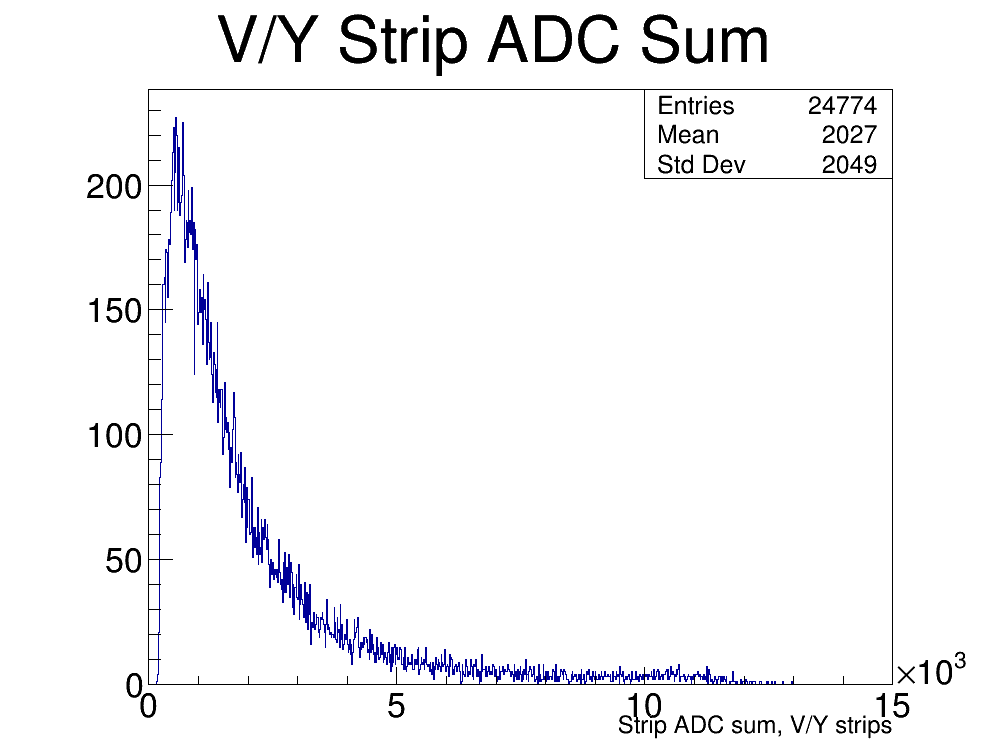 V/Y Strip ADC Sum
Entries 24774
Mean 2027
Std Dev 2049
200
150
100
50
0
0 5 10 15
×10³
Strip ADC sum, V/Y strips